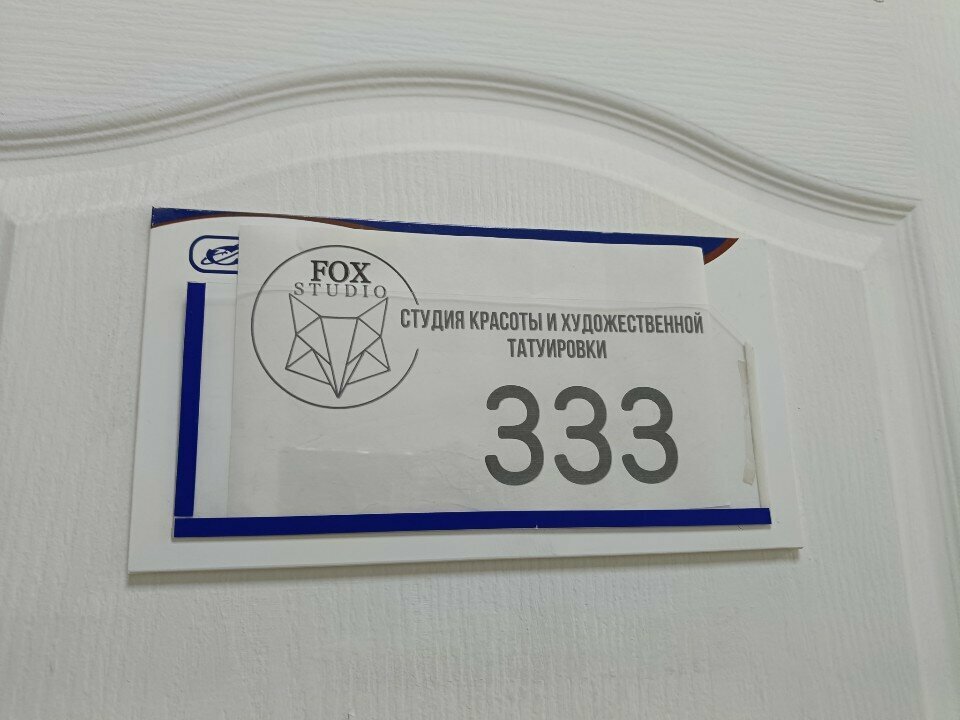 FOX
STUDIO
СТУДИЯ КРАСОТЫ И ХУДОЖЕСТВЕННОЙ
ТАТУИРОВКИ
333